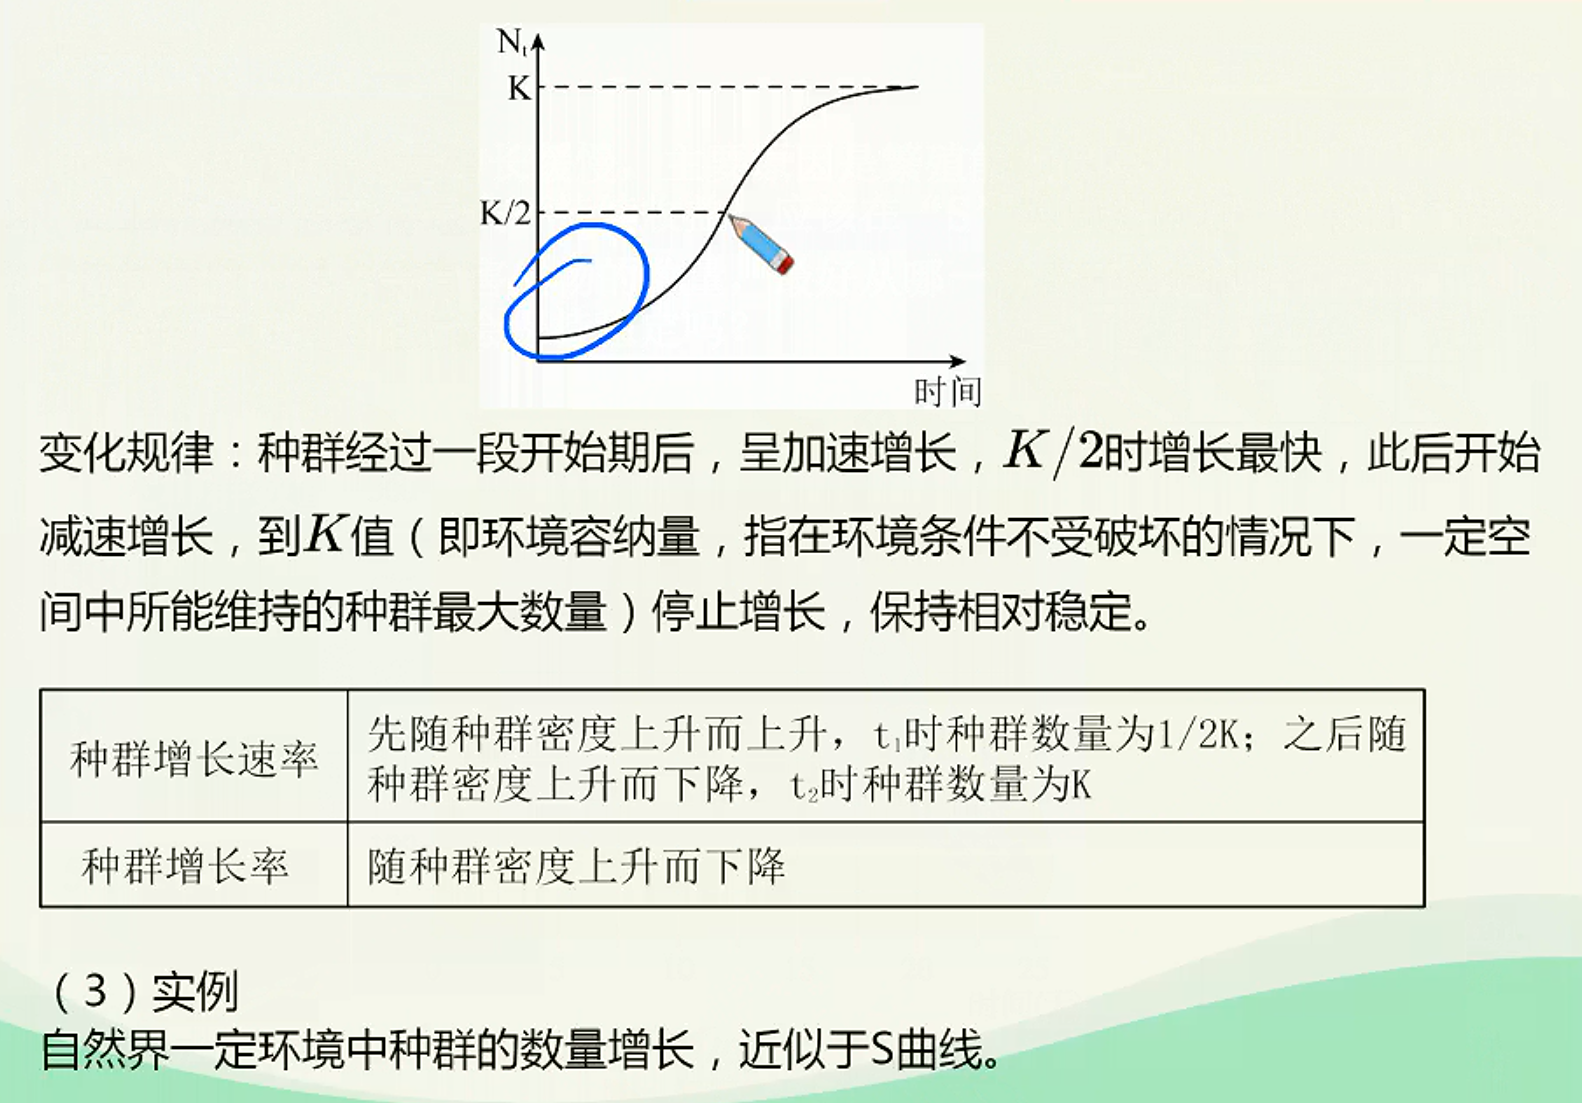 Nt
K
K/2
时间
变化规律：种群经过一段开始期后，呈加速增长，K/2时增长最快，此后开始
减速增长，到K值（即环境容纳量，指在环境条件不受破坏的情况下，一定空
间中所能维持的种群最大数量）停止增长，保持相对稳定。
种群增长速率
先随种群密度上升而上升，t₁时种群数量为1/2K；之后随
种群密度上升而下降，t₂时种群数量为K
种群增长率
随种群密度上升而下降
（3）实例
自然界一定环境中种群的数量增长，近似于S曲线。